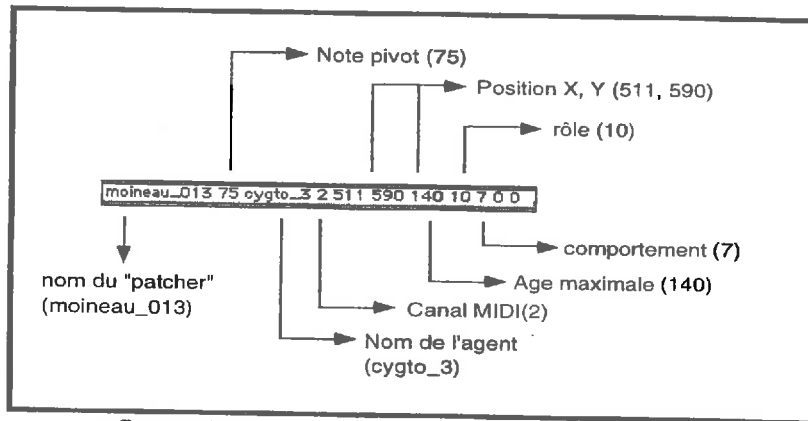 Note pivot (75)
Position X, Y (511, 590)
rôle (10)
moineau_013 75 cygto_3 2 511 590 140 10 7 0 0
comportement (7)
nom du "patcher"
(moineau_013)
Age maximale (140)
Canal MIDI(2)
Nom de l'agent
(cygto_3)